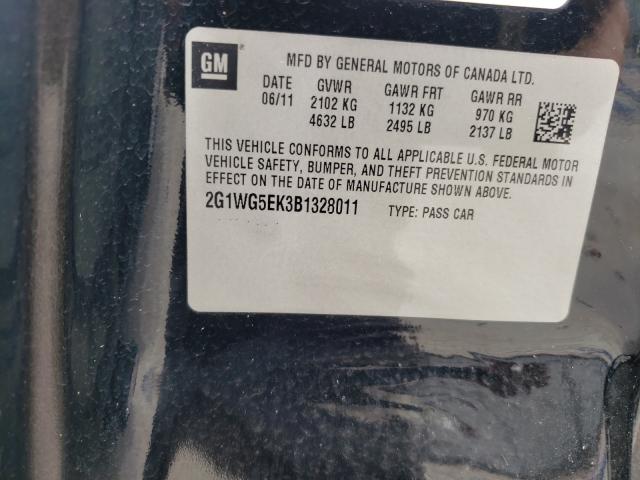 GM
MFD BY GENERAL MOTORS OF CANADA LTD.
DATE GVWR GAWR FRT GAWR RR
06/11 2102 KG 1132 KG 970 KG
4632 LB 2495 LB 2137 LB
THIS VEHICLE CONFORMS TO ALL APPLICABLE U.S. FEDERAL MOTOR
VEHICLE SAFETY, BUMPER, AND THEFT PREVENTION STANDARDS IN
EFFECT ON THE DATE OF MANUFACTURE SHOWN ABOVE.
2G1WG5EK3B1328011 TYPE: PASS CAR